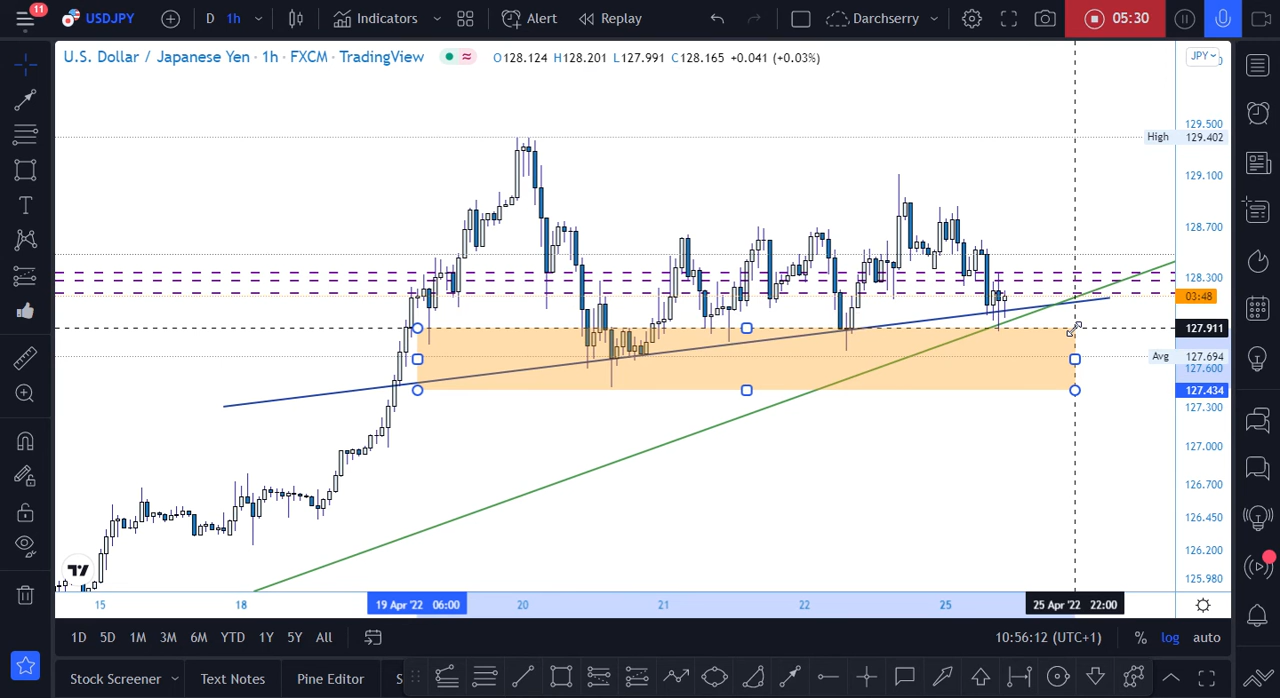 11
USDJPY
D
1h
Indicators
Alert
Replay
Darchserry
05:30
U.S. Dollar / Japanese Yen · 1h · FXCM · TradingView
O128.124 H128.201 L127.991 C128.165 +0.041 (+0.03%)
JPY
129.500
High 129.402
129.100
128.700
128.300
03:48
127.911
Avg 127.694
127.600
127.434
127.300
127.000
126.700
126.450
126.200
125.980
15
18
19 Apr '22 06:00
20
21
22
25
25 Apr '22 22:00
1D 5D 1M 3M 6M YTD 1Y 5Y All
10:56:12 (UTC+1)
% log auto
Stock Screener
Text Notes
Pine Editor
S